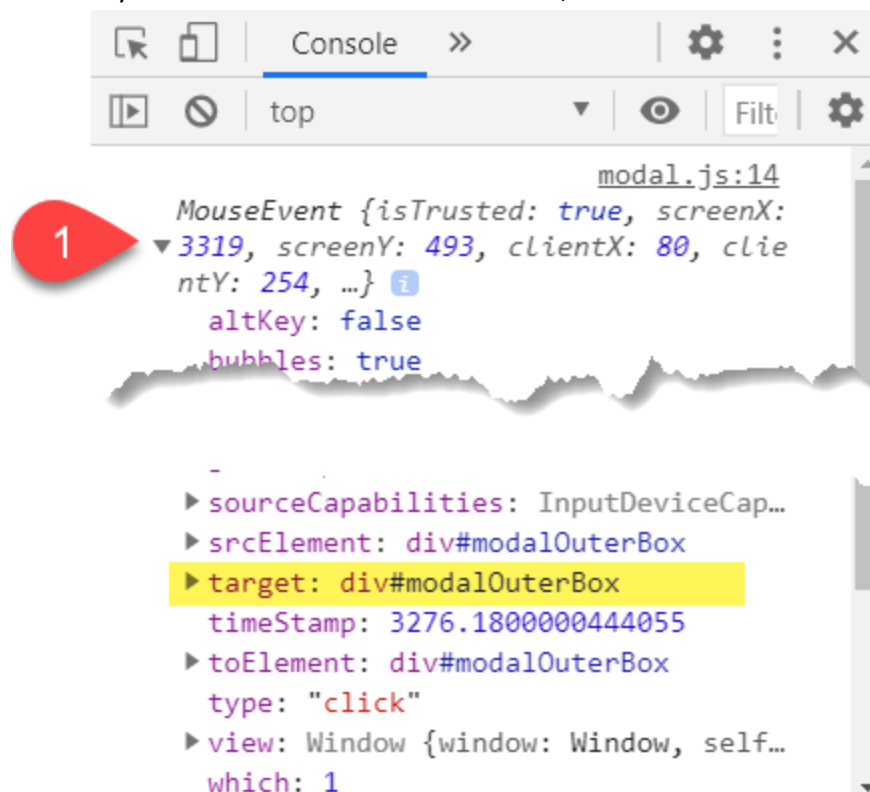 Console »
top Filt
modal.js:14
MouseEvent {isTrusted: true, screenX:
1
3319, screenY: 493, clientX: 80, clie
ntY: 254, …} i
altKey: false
bubbles: true
sourceCapabilities: InputDeviceCap…
srcElement: div#modalOuterBox
target: div#modalOuterBox
timeStamp: 3276.1800000444055
toElement: div#modalOuterBox
type: "click"
view: Window {window: Window, self…
which: 1